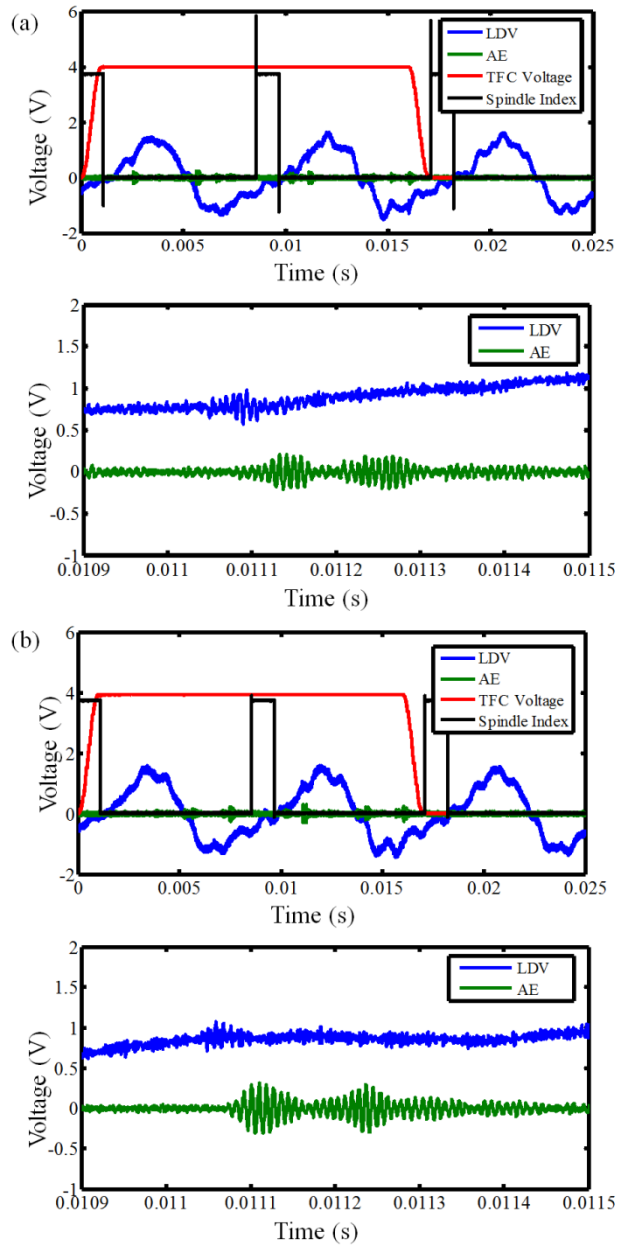 (a)
6
4
2
0
-2
Voltage (V)
LDV
AE
TFC Voltage
Spindle Index
0 0.005 0.01 0.015 0.02 0.025
Time (s)
2
1.5
1
0.5
0
-0.5
-1
Voltage (V)
LDV
AE
0.0109 0.011 0.0111 0.0112 0.0113 0.0114 0.0115
Time (s)
(b)
6
4
2
0
-2
Voltage (V)
LDV
AE
TFC Voltage
Spindle Index
0 0.005 0.01 0.015 0.02 0.025
Time (s)
2
1.5
1
0.5
0
-0.5
-1
Voltage (V)
LDV
AE
0.0109 0.011 0.0111 0.0112 0.0113 0.0114 0.0115
Time (s)